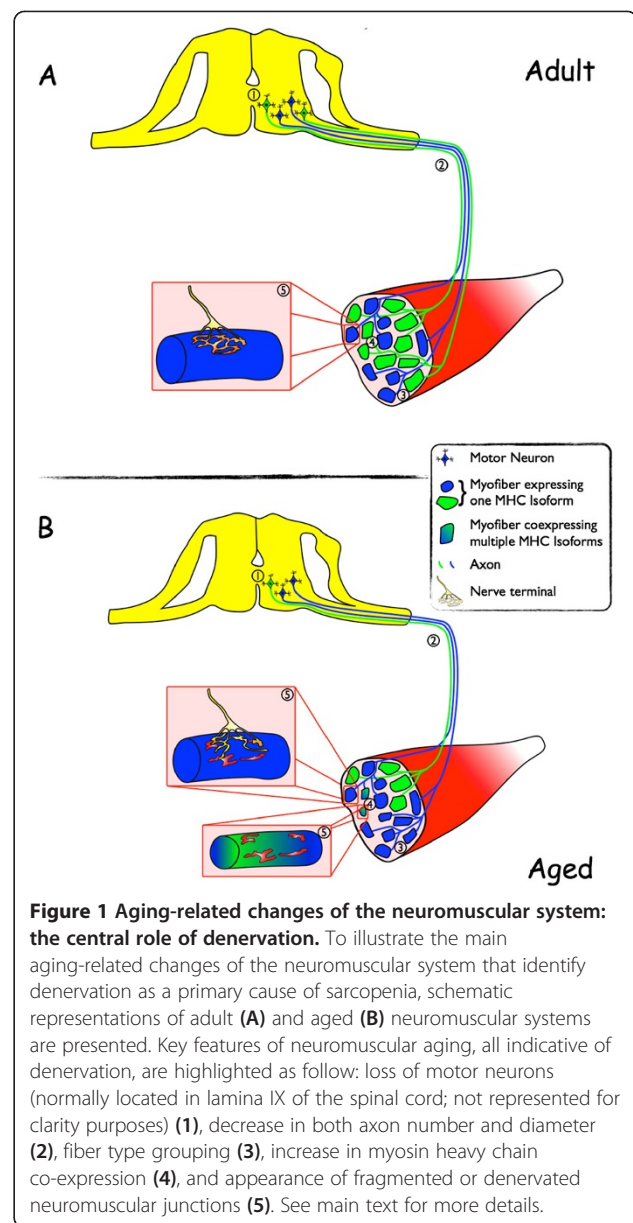 A
Adult
①
②
⑤
④
③
Motor Neuron
Myofiber expressing
one MHC Isoform
Myofiber coexpressing
multiple MHC Isoforms
Axon
Nerve terminal
B
①
②
⑤
④
⑤
③
Aged
Figure 1 Aging-related changes of the neuromuscular system:
the central role of denervation. To illustrate the main
aging-related changes of the neuromuscular system that identify
denervation as a primary cause of sarcopenia, schematic
representations of adult (A) and aged (B) neuromuscular systems
are presented. Key features of neuromuscular aging, all indicative of
denervation, are highlighted as follow: loss of motor neurons
(normally located in lamina IX of the spinal cord; not represented for
clarity purposes) (1), decrease in both axon number and diameter
(2), fiber type grouping (3), increase in myosin heavy chain
co-expression (4), and appearance of fragmented or denervated
neuromuscular junctions (5). See main text for more details.